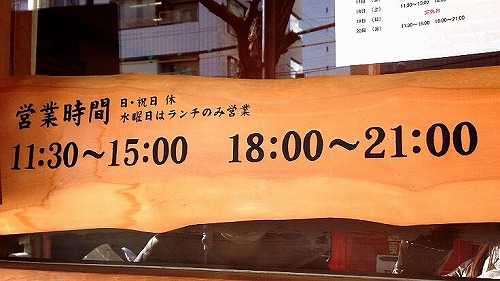 営業時間
日・祝日 休
水曜日はランチのみ営業
11:30～15:00 18:00～21:00